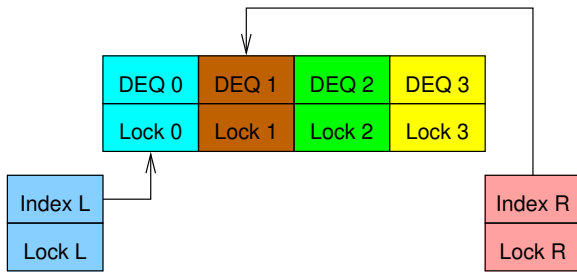 DEQ 0 DEQ 1 DEQ 2 DEQ 3
Lock 0 Lock 1 Lock 2 Lock 3
Index L Index R
Lock L Lock R